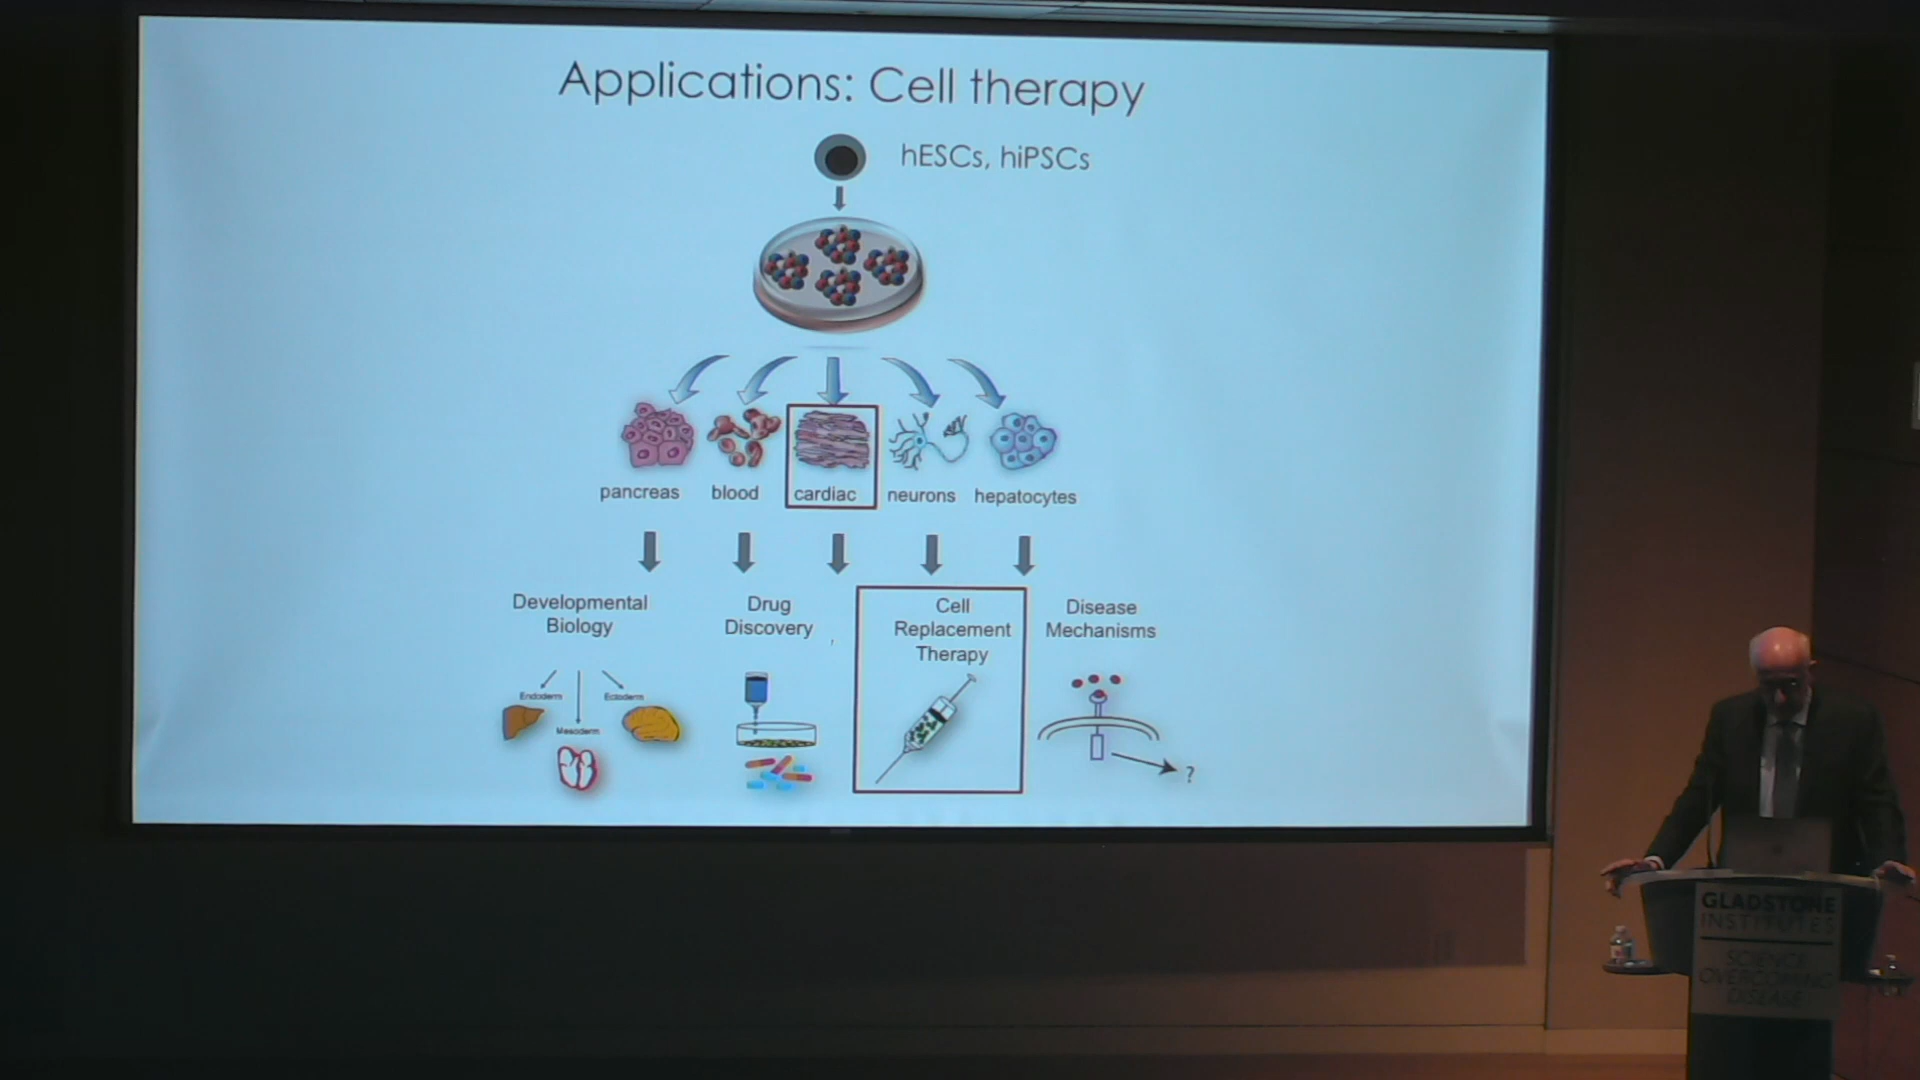 Applications: Cell therapy
hESCs, hiPSCs
pancreas
blood
cardiac
neurons
hepatocytes
Developmental
Biology
Drug
Discovery
Cell
Replacement
Therapy
Disease
Mechanisms
Endoderm
Ectoderm
Mesoderm
?
GLADSTONE
INSTITUTES
SCIENCE
OVERCOMING
DISEASE